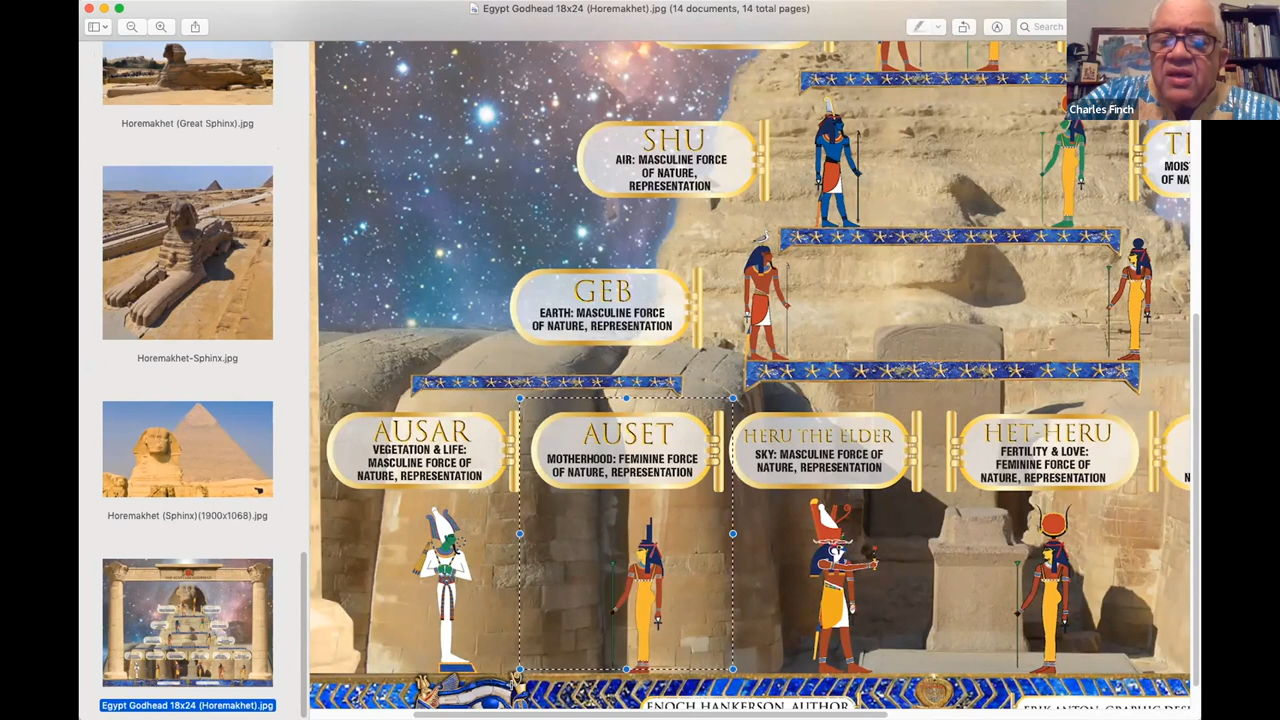 Egypt Godhead 18x24 (Horemakhet).jpg (14 documents, 14 total pages)
Search
Charles Finch
Horemakhet (Great Sphinx).jpg
Horemakhet-Sphinx.jpg
Horemakhet (Sphinx)(1900x1068).jpg
Egypt Godhead 18x24 (Horemakhet).jpg
SHU
AIR: MASCULINE FORCE
OF NATURE,
REPRESENTATION
GEB
EARTH: MASCULINE FORCE
OF NATURE, REPRESENTATION
AUSAR
VEGETATION & LIFE:
MASCULINE FORCE OF
NATURE, REPRESENTATION
AUSET
MOTHERHOOD: FEMININE FORCE
OF NATURE, REPRESENTATION
HERU THE ELDER
SKY: MASCULINE FORCE OF
NATURE, REPRESENTATION
HET-HERU
FERTILITY & LOVE:
FEMININE FORCE OF
NATURE, REPRESENTATION
ENOCH HANKERSON, AUTHOR